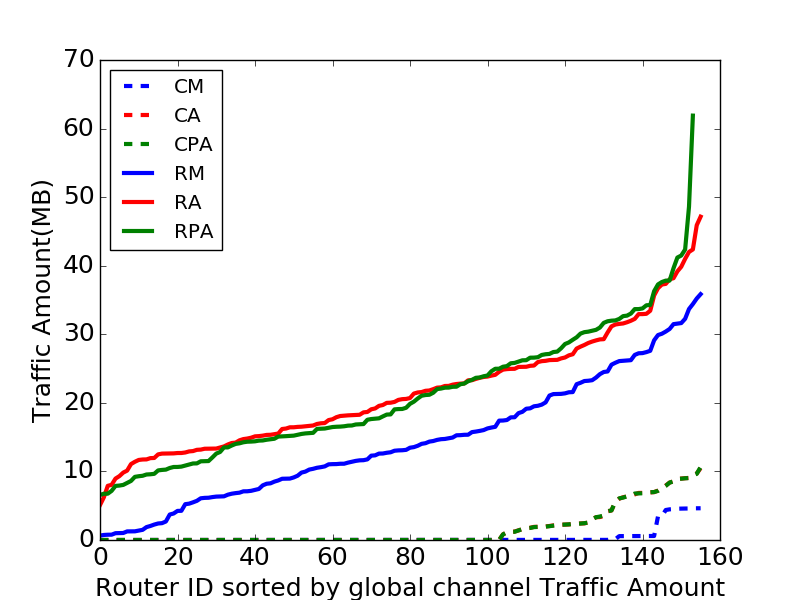 70
60
50
40
30
20
10
0
Traffic Amount(MB)
CM
CA
CPA
RM
RA
RPA
0 20 40 60 80 100 120 140 160
Router ID sorted by global channel Traffic Amount